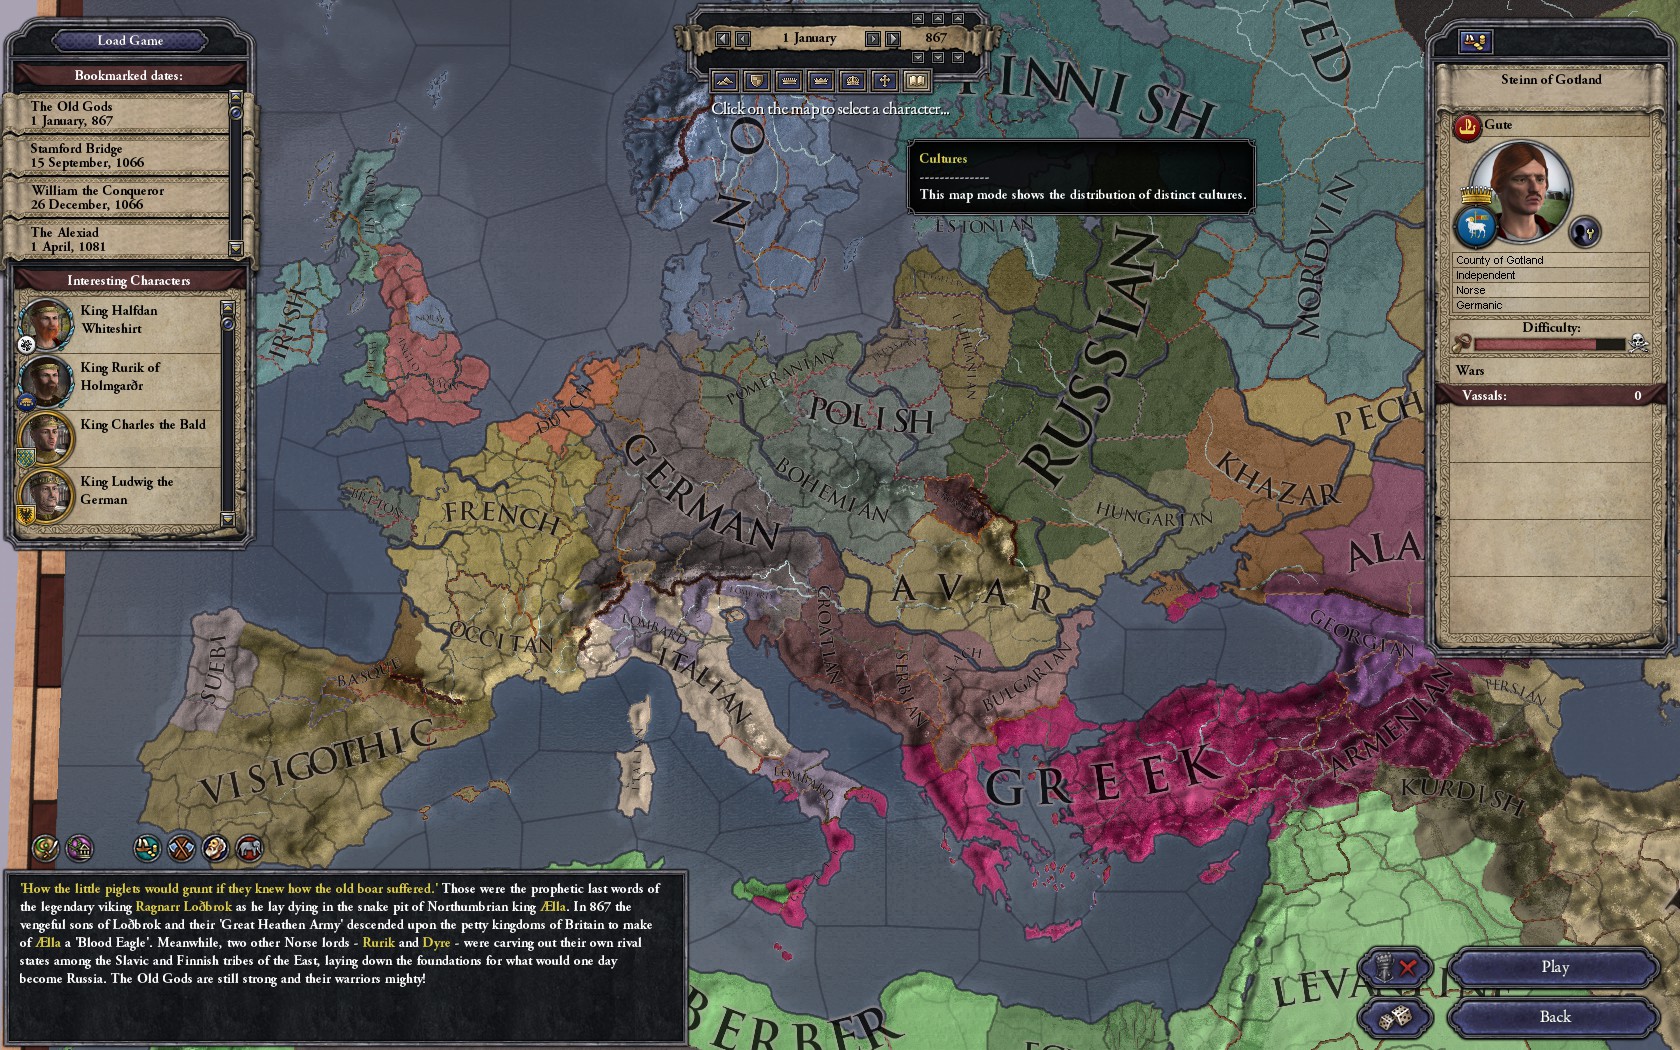 Load Game
Bookmarked dates:
The Old Gods
1 January, 867
Stamford Bridge
15 September, 1066
William the Conqueror
26 December, 1066
The Alexiad
1 April, 1081
Interesting Characters
King Halfdan
Whiteshirt
King Rurik of
Holmgarðr
King Charles the Bald
King Ludwig the
German
1 January
867
Click on the map to select a character...
Cultures
--------------
This map mode shows the distribution of distinct cultures.
Steinn of Gotland
Gute
County of Gotland
Independent
Norse
Germanic
Difficulty:
Wars
Vassals:
0
FINNISH
NO
ESTONIAN
MORDVIN
RUSSIAN
IRISH
POMERANIAN
POLISH
DUTCH
GERMAN
BOHEMIAN
PECH
KHAZAR
HUNGARIAN
FRENCH
ALA
AVAR
OCCITAN
LOMBARD
ITALIAN
CROATIAN
SERBIAN
VLACH
BULGARIAN
GEORGIAN
SUEBI
BASQUE
VISIGOTHIC
ITALIAN
LOMBARD
GREEK
ARMENIAN
PERSIAN
KURDISH
BERBER
LEVANTINE
'How the little piglets would grunt if they knew how the old boar suffered.' Those were the prophetic last words of
the legendary viking Ragnarr Loðbrok as he lay dying in the snake pit of Northumbrian king Ælla. In 867 the
vengeful sons of Loðbrok and their 'Great Heathen Army' descended upon the petty kingdoms of Britain to make
of Ælla a 'Blood Eagle'. Meanwhile, two other Norse lords - Rurik and Dyre - were carving out their own rival
states among the Slavic and Finnish tribes of the East, laying down the foundations for what would one day
become Russia. The Old Gods are still strong and their warriors mighty!
Play
Back